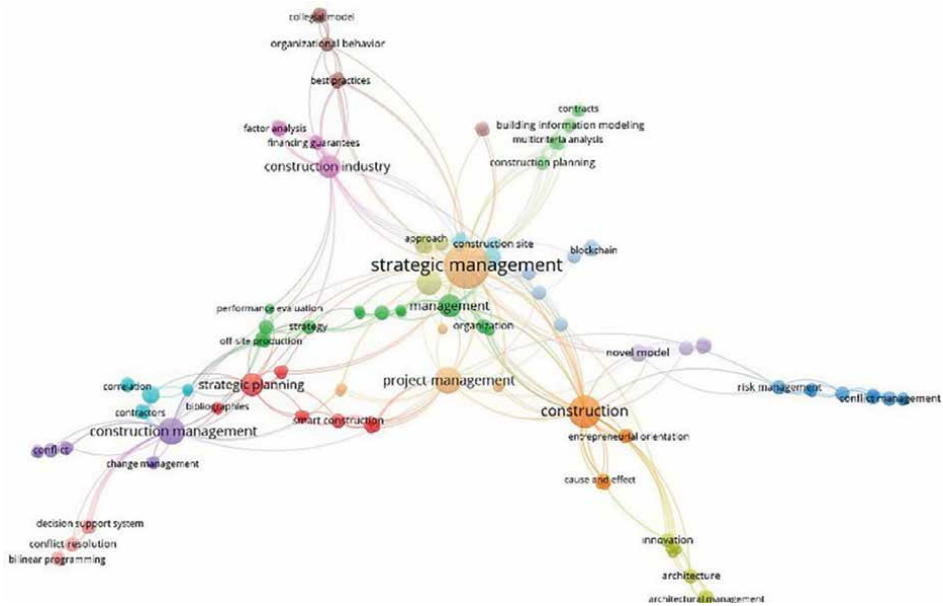 collegial model
organizational behavior
best practices
contracts
factor analysis
building information modeling
financing guarantees
multicriteria analysis
construction industry
construction planning
approach
construction site
blockchain
strategic management
performance evaluation
management
strategy
organization
off-site production
novel model
correlation
strategic planning
project management
risk management
bibliographies
conflict management
contractors
construction
smart construction
construction management
entrepreneurial orientation
conflict
change management
cause and effect
decision support system
conflict resolution
innovation
bilinear programming
architecture
architectural management